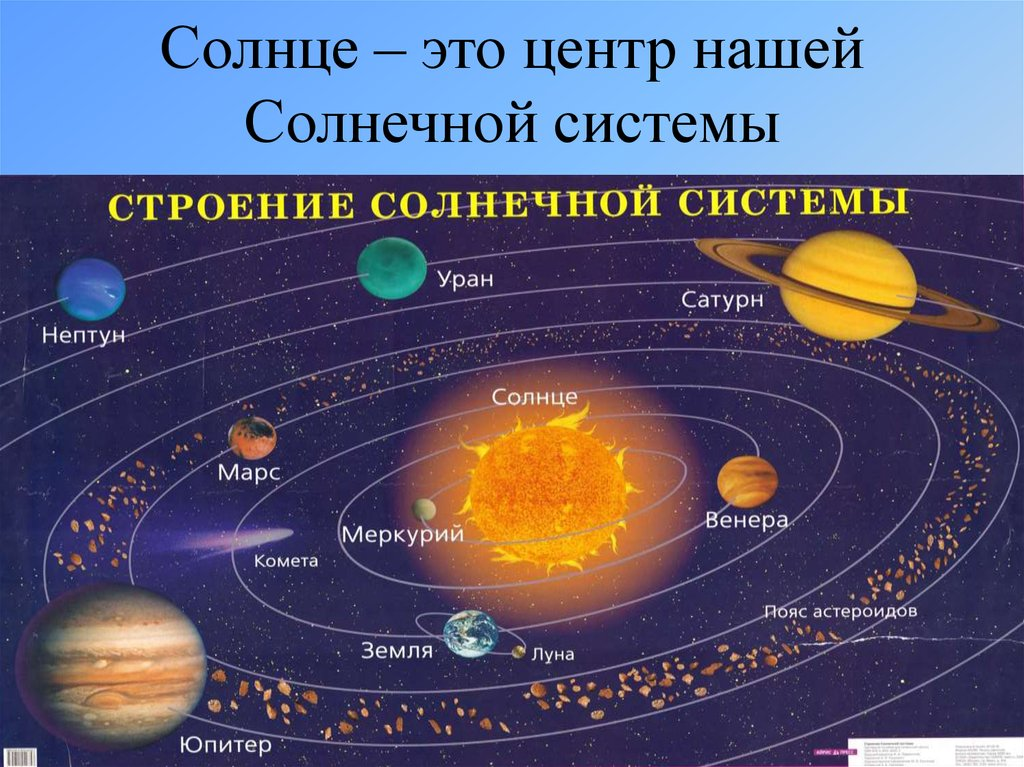 Солнце – это центр нашей
Солнечной системы
СТРОЕНИЕ СОЛНЕЧНОЙ СИСТЕМЫ
Уран
Сатурн
Нептун
Солнце
Марс
Венера
Меркурий
Комета
Пояс астероидов
Земля
Луна
Юпитер